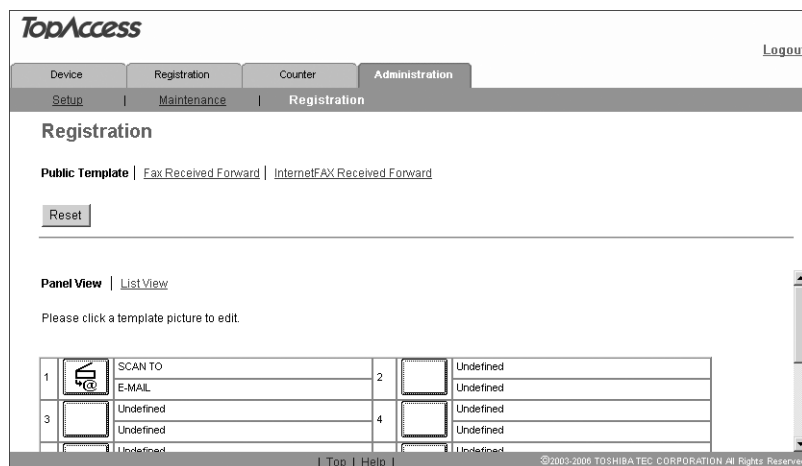 TopAccess
Logout
Device Registration Counter Administration
Setup | Maintenance | Registration
Registration
Public Template | Fax Received Forward | InternetFAX Received Forward
Reset
Panel View | List View
Please click a template picture to edit.
1 SCAN TO 2 Undefined
E-MAIL Undefined
3 Undefined 4 Undefined
Undefined Undefined
Undefined Undefined
| Top | Help |
©2003-2006 TOSHIBA TEC CORPORATION All Rights Reserved